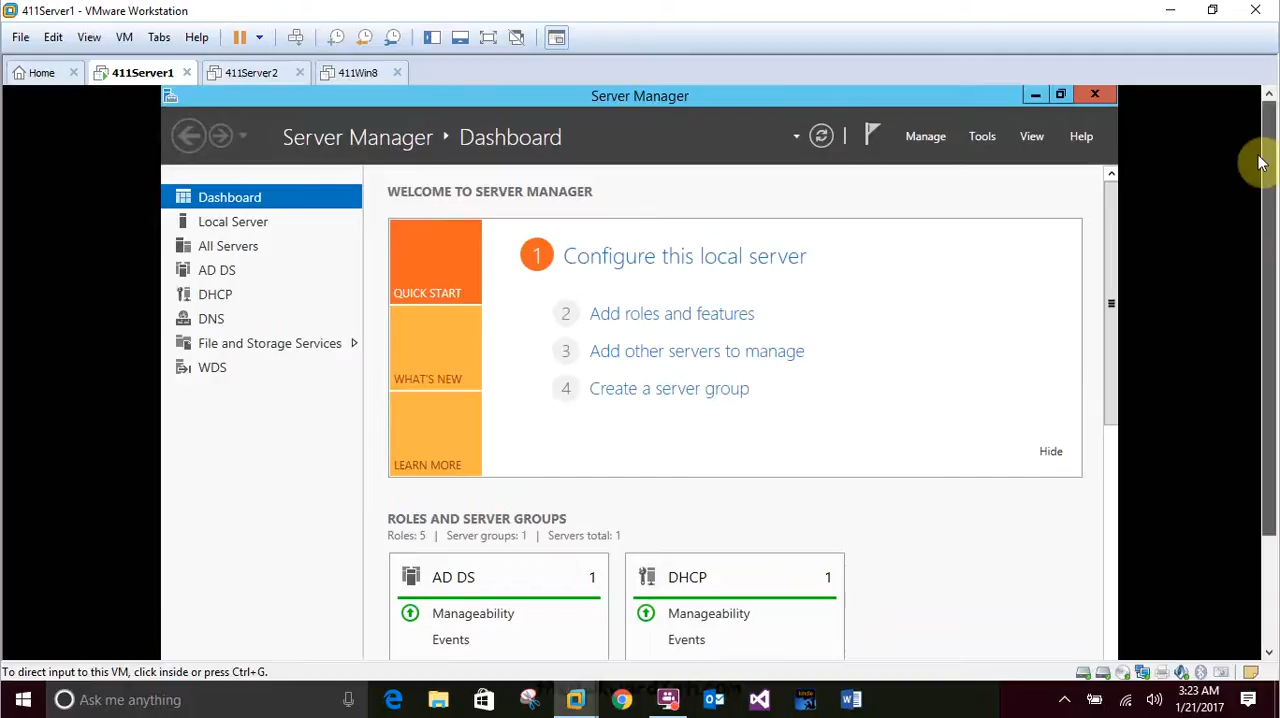 411Server1 - VMware Workstation
File Edit View VM Tabs Help
Home 411Server1 411Server2 411Win8
Server Manager
Server Manager Dashboard
Manage Tools View Help
Dashboard
Local Server
All Servers
AD DS
DHCP
DNS
File and Storage Services
WDS
WELCOME TO SERVER MANAGER
QUICK START
WHAT'S NEW
LEARN MORE
1 Configure this local server
2 Add roles and features
3 Add other servers to manage
4 Create a server group
Hide
ROLES AND SERVER GROUPS
Roles: 5 | Server groups: 1 | Servers total: 1
AD DS 1
Manageability
Events
DHCP 1
Manageability
Events
To direct input to this VM, click inside or press Ctrl+G.
Ask me anything
3:23 AM
1/21/2017